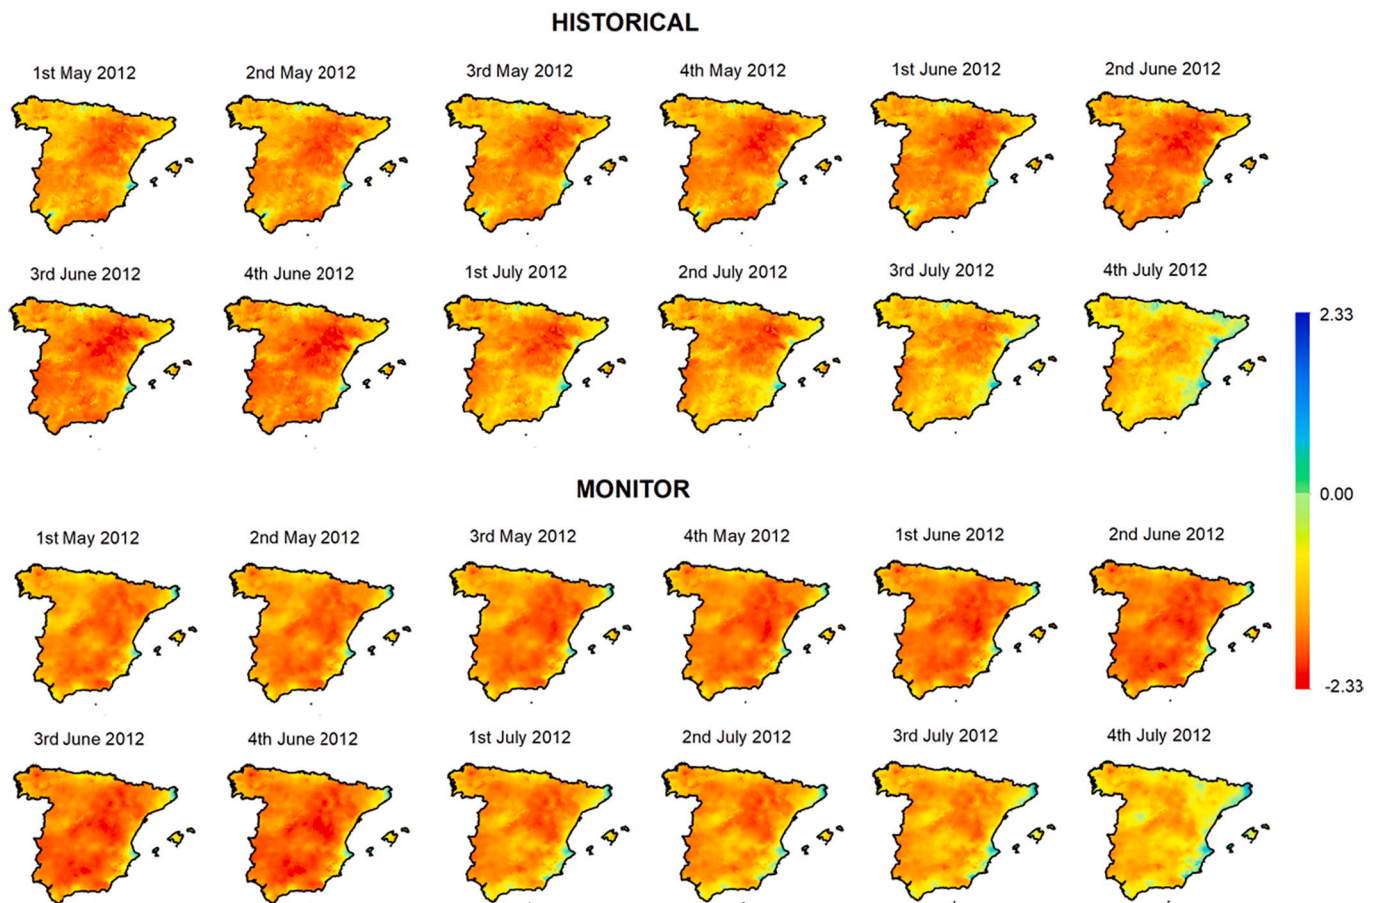 HISTORICAL
1st May 2012
2nd May 2012
3rd May 2012
4th May 2012
1st June 2012
2nd June 2012
3rd June 2012
4th June 2012
1st July 2012
2nd July 2012
3rd July 2012
4th July 2012
2.33
0.00
-2.33
MONITOR
1st May 2012
2nd May 2012
3rd May 2012
4th May 2012
1st June 2012
2nd June 2012
3rd June 2012
4th June 2012
1st July 2012
2nd July 2012
3rd July 2012
4th July 2012